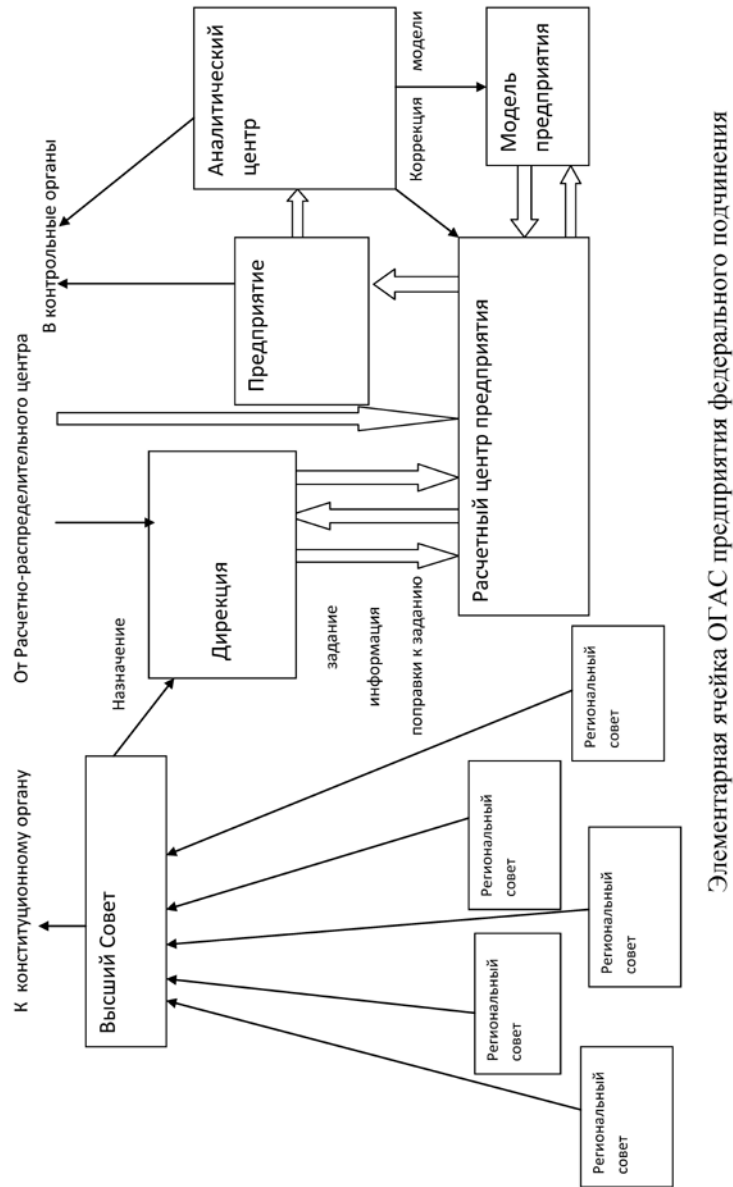 К конституционному органу
От Расчетно-распределительного центра
В контрольные органы
Назначение
Высший Совет
Дирекция
Предприятие
Аналитический
центр
задание
информация
поправки к заданию
Коррекция
модели
Расчетный центр предприятия
Модель
предприятия
Региональный
совет
Региональный
совет
Региональный
совет
Региональный
совет
Региональный
совет
Элементарная ячейка ОГАС предприятия федерального подчинения